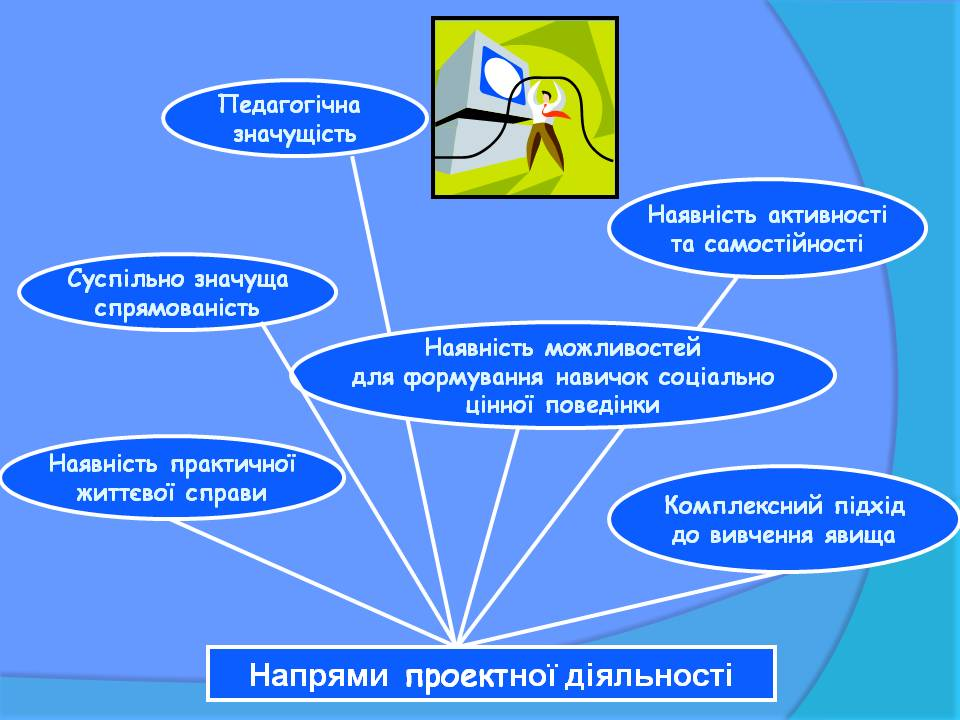 Педагогічна
значущість
Наявність активності
та самостійності
Суспільно значуща
спрямованість
Наявність можливостей
для формування навичок соціально
цінної поведінки
Наявність практичної
життєвої справи
Комплексний підхід
до вивчення явища
Напрями проектної діяльності